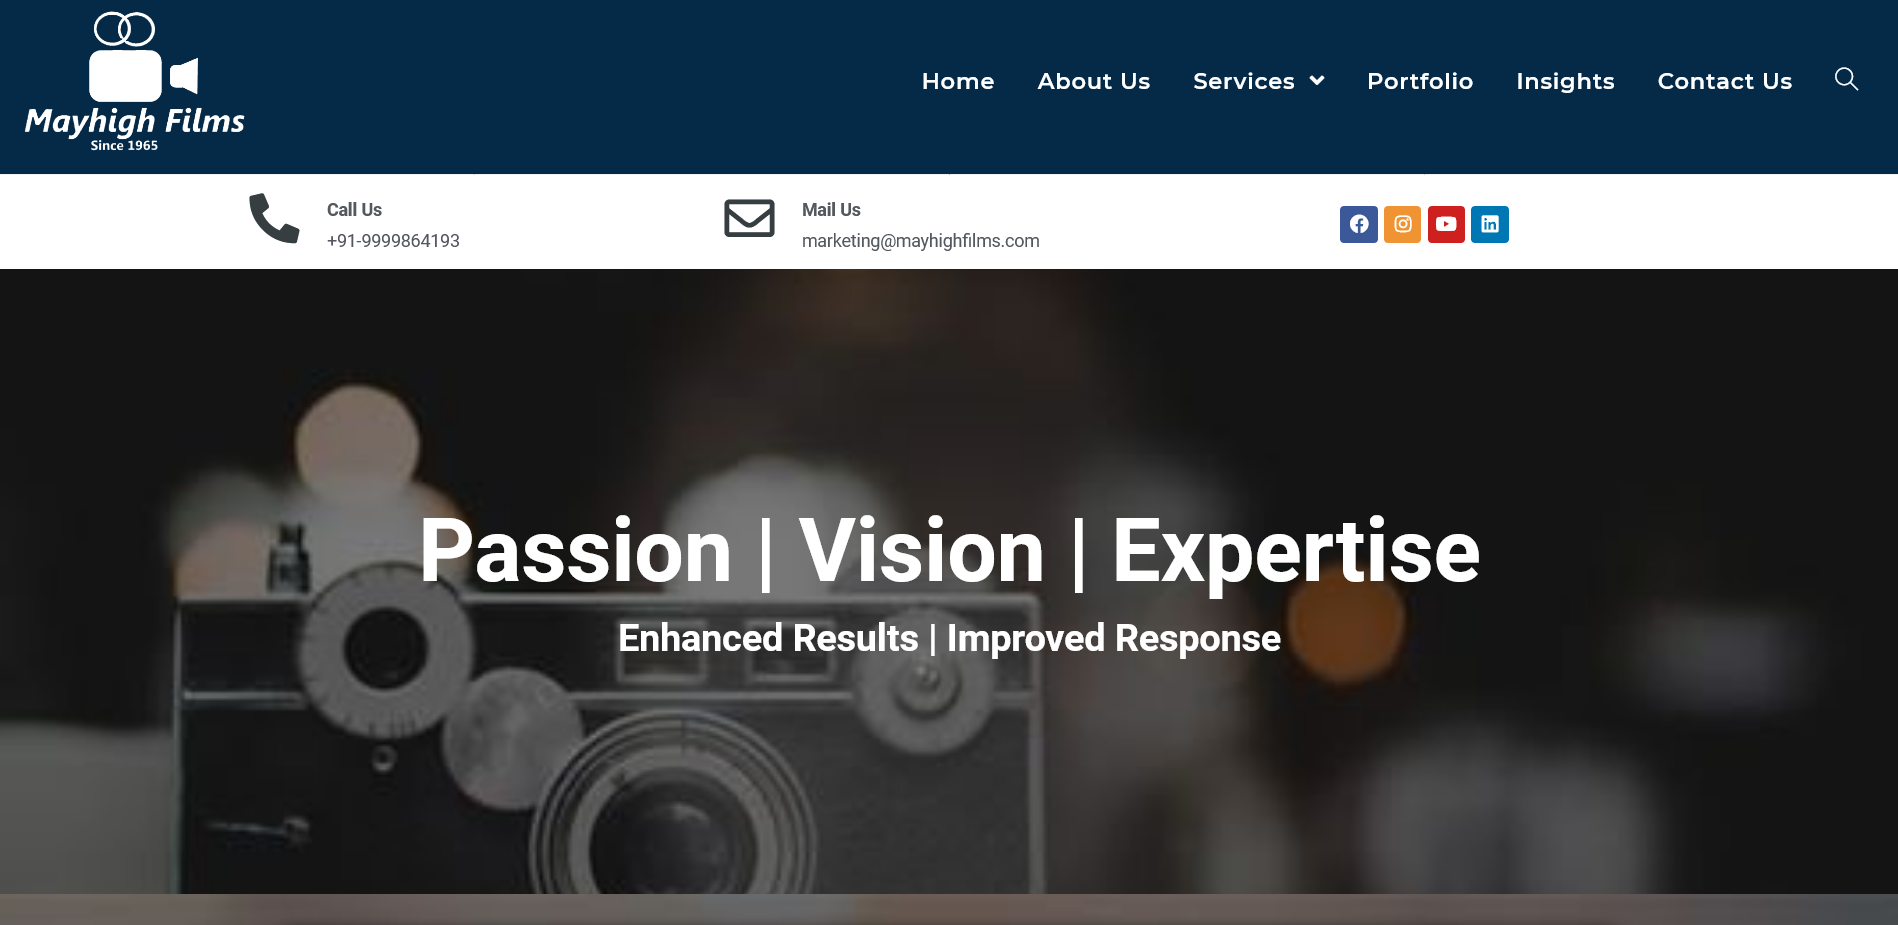 Mayhigh Films
Since 1965
Home About Us Services Portfolio Insights Contact Us
Call Us
+91-9999864193
Mail Us
marketing@mayhighfilms.com
Passion | Vision | Expertise
Enhanced Results | Improved Response